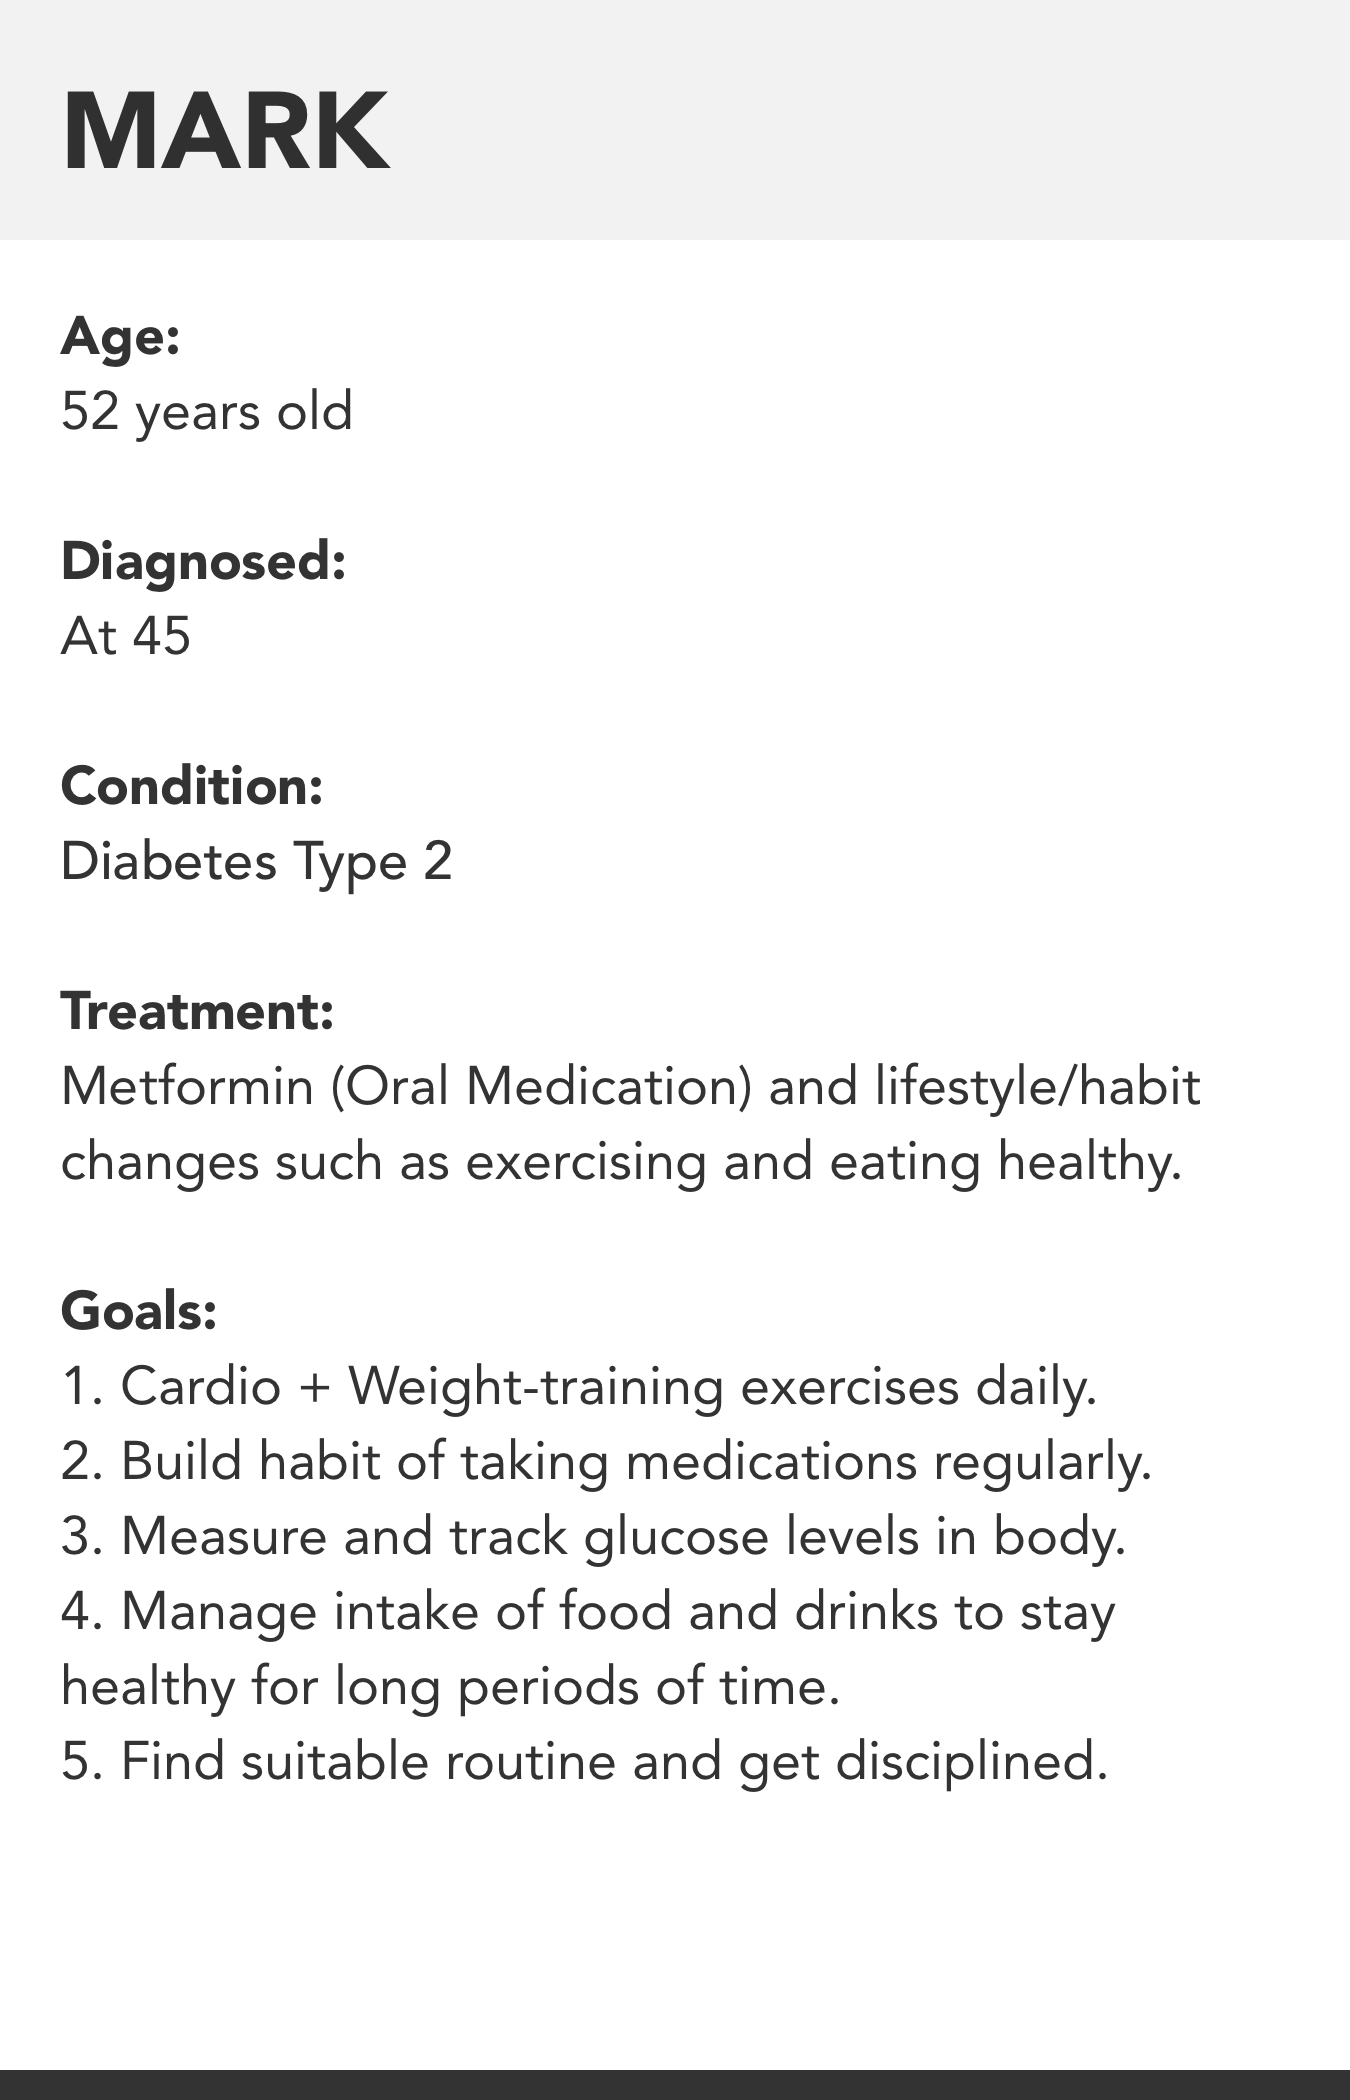 MARK
Age:
52 years old
Diagnosed:
At 45
Condition:
Diabetes Type 2
Treatment:
Metformin (Oral Medication) and lifestyle/habit
changes such as exercising and eating healthy.
Goals:
1. Cardio + Weight-training exercises daily.
2. Build habit of taking medications regularly.
3. Measure and track glucose levels in body.
4. Manage intake of food and drinks to stay
healthy for long periods of time.
5. Find suitable routine and get disciplined.